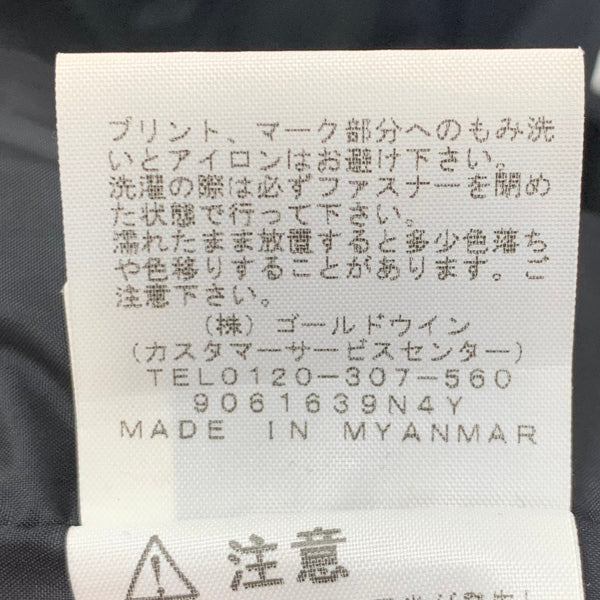 プリント、マーク部分へのもみ洗
いとアイロンはお避け下さい。
洗濯の際は必ずファスナーを閉め
た状態で行って下さい。
濡れたまま放置すると多少色落ち
や色移りすることがあります。ご
注意下さい。
(株)ゴールドウイン
(カスタマーサービスセンター)
TEL0120-307-560
9061639N4Y
MADE IN MYANMAR
注意